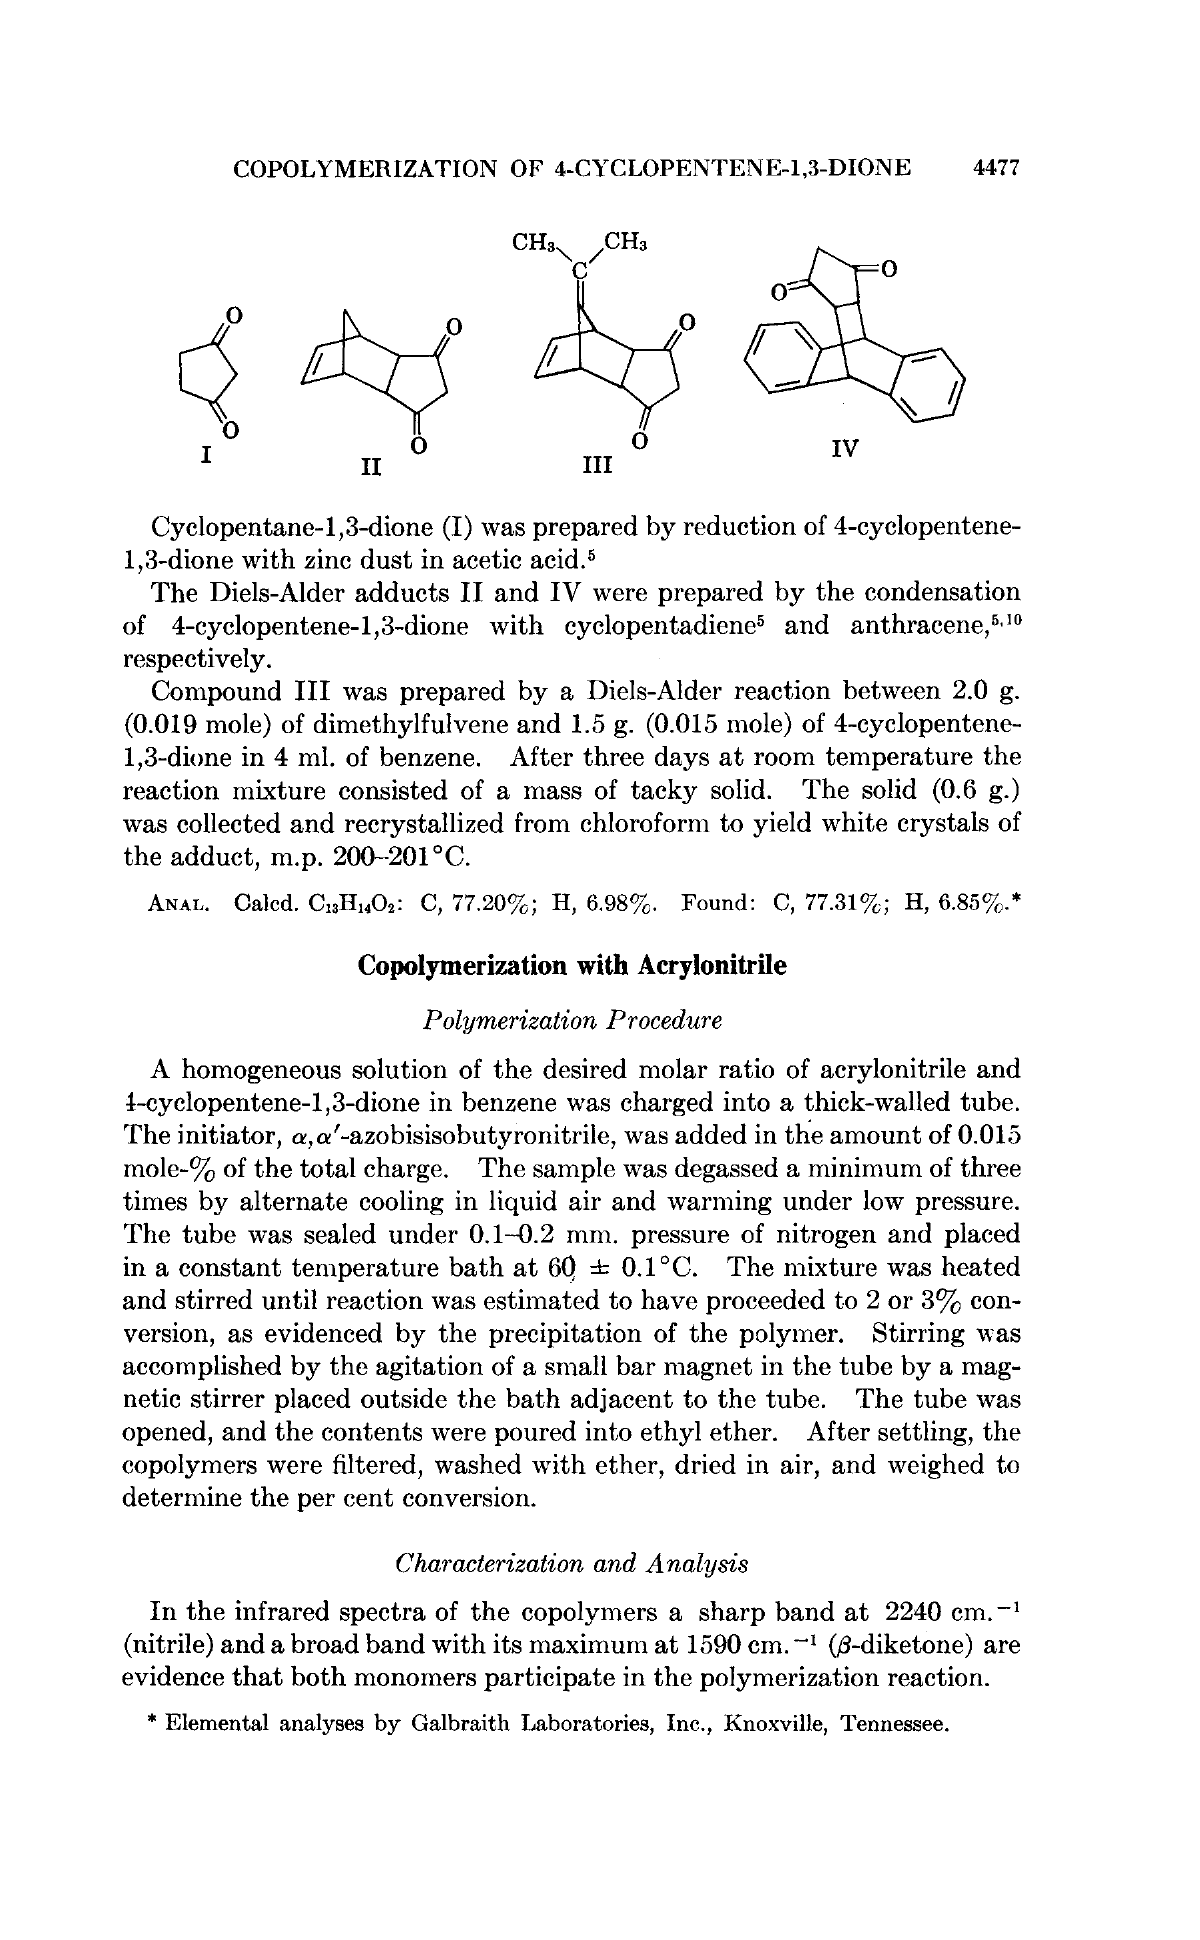 COPOLYMERIZATION OF 4-CYCLOPENTENE-1,3-DIONE 4477
CH₃ CH₃
C
O
O
O
O
O
O
O
O
I
II
III
IV
Cyclopentane-1,3-dione (I) was prepared by reduction of 4-cyclopentene-
1,3-dione with zinc dust in acetic acid.⁵
The Diels-Alder adducts II and IV were prepared by the condensation
of 4-cyclopentene-1,3-dione with cyclopentadiene⁵ and anthracene,⁵,¹⁰
respectively.
Compound III was prepared by a Diels-Alder reaction between 2.0 g.
(0.019 mole) of dimethylfulvene and 1.5 g. (0.015 mole) of 4-cyclopentene-
1,3-dione in 4 ml. of benzene. After three days at room temperature the
reaction mixture consisted of a mass of tacky solid. The solid (0.6 g.)
was collected and recrystallized from chloroform to yield white crystals of
the adduct, m.p. 200–201°C.
ANAL. Calcd. C₁₃H₁₄O₂: C, 77.20%; H, 6.98%. Found: C, 77.31%; H, 6.85%.*
Copolymerization with Acrylonitrile
Polymerization Procedure
A homogeneous solution of the desired molar ratio of acrylonitrile and
4-cyclopentene-1,3-dione in benzene was charged into a thick-walled tube.
The initiator, α,α′-azobisisobutyronitrile, was added in the amount of 0.015
mole-% of the total charge. The sample was degassed a minimum of three
times by alternate cooling in liquid air and warming under low pressure.
The tube was sealed under 0.1–0.2 mm. pressure of nitrogen and placed
in a constant temperature bath at 60 ± 0.1°C. The mixture was heated
and stirred until reaction was estimated to have proceeded to 2 or 3% con-
version, as evidenced by the precipitation of the polymer. Stirring was
accomplished by the agitation of a small bar magnet in the tube by a mag-
netic stirrer placed outside the bath adjacent to the tube. The tube was
opened, and the contents were poured into ethyl ether. After settling, the
copolymers were filtered, washed with ether, dried in air, and weighed to
determine the per cent conversion.
Characterization and Analysis
In the infrared spectra of the copolymers a sharp band at 2240 cm.⁻¹
(nitrile) and a broad band with its maximum at 1590 cm.⁻¹ (β-diketone) are
evidence that both monomers participate in the polymerization reaction.
* Elemental analyses by Galbraith Laboratories, Inc., Knoxville, Tennessee.